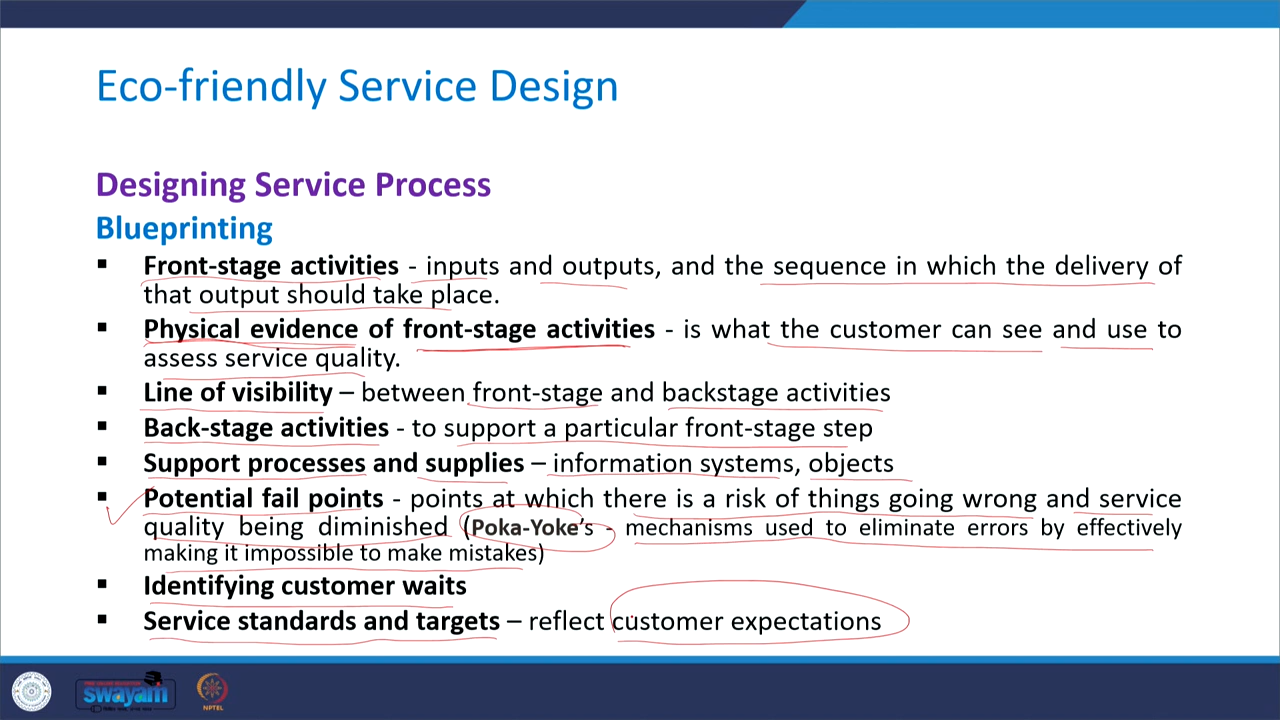 Eco-friendly Service Design
Designing Service Process
Blueprinting
▪ Front-stage activities - inputs and outputs, and the sequence in which the delivery of
that output should take place.
▪ Physical evidence of front-stage activities - is what the customer can see and use to
assess service quality.
▪ Line of visibility – between front-stage and backstage activities
▪ Back-stage activities - to support a particular front-stage step
▪ Support processes and supplies – information systems, objects
▪ Potential fail points - points at which there is a risk of things going wrong and service
quality being diminished (Poka-Yoke's - mechanisms used to eliminate errors by effectively
making it impossible to make mistakes)
▪ Identifying customer waits
▪ Service standards and targets – reflect customer expectations
swayam
NPTEL